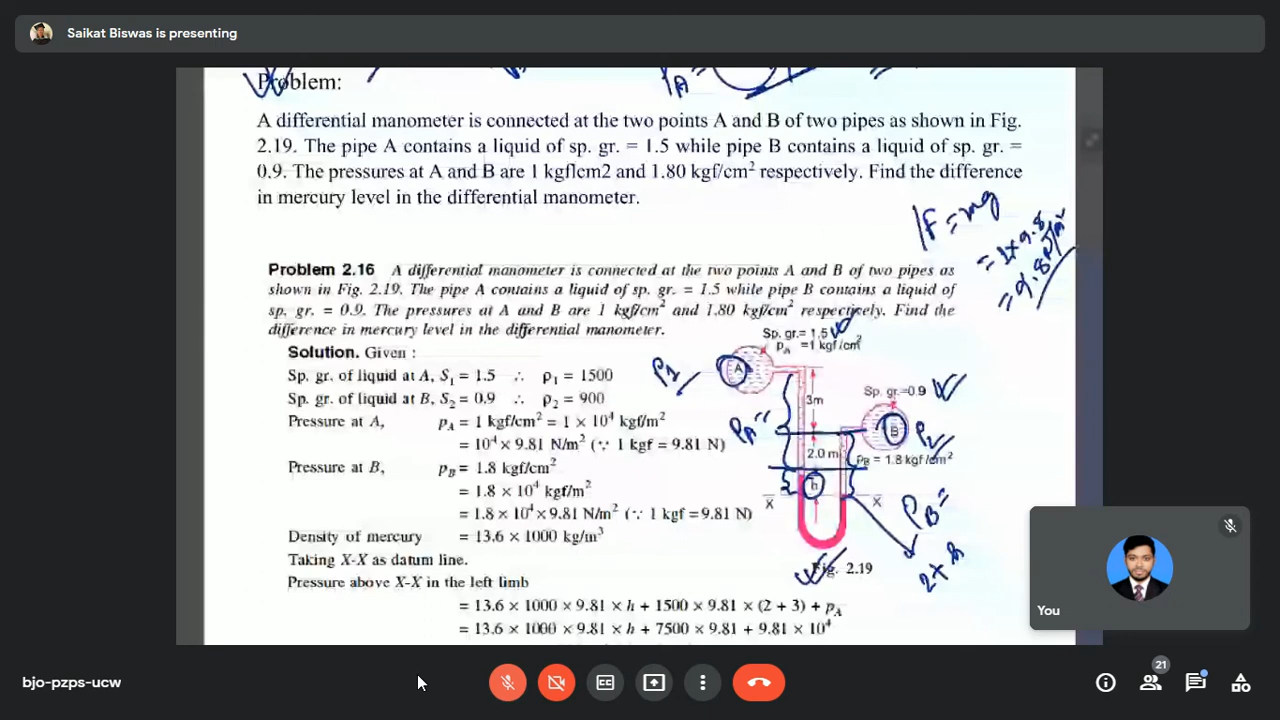 Saikat Biswas is presenting
Problem:
A differential manometer is connected at the two points A and B of two pipes as shown in Fig.
2.19. The pipe A contains a liquid of sp. gr. = 1.5 while pipe B contains a liquid of sp. gr. =
0.9. The pressures at A and B are 1 kgflcm2 and 1.80 kgf/cm² respectively. Find the difference
in mercury level in the differential manometer.
F = mg
= 1 × 9.8
Problem 2.16 A differential manometer is connected at the two points A and B of two pipes as
shown in Fig. 2.19. The pipe A contains a liquid of sp. gr. = 1.5 while pipe B contains a liquid of
sp. gr. = 0.9. The pressures at A and B are 1 kgf/cm² and 1.80 kgf/cm² respectively. Find the
difference in mercury level in the differential manometer.
Solution. Given :
Sp. gr. of liquid at A, S₁ = 1.5 ∴ ρ₁ = 1500
Sp. gr. of liquid at B, S₂ = 0.9 ∴ ρ₂ = 900
Pressure at A, p_A = 1 kgf/cm² = 1 × 10⁴ kgf/m²
= 10⁴ × 9.81 N/m² (∵ 1 kgf = 9.81 N)
Pressure at B, p_B = 1.8 kgf/cm²
= 1.8 × 10⁴ kgf/m²
= 1.8 × 10⁴ × 9.81 N/m² (∵ 1 kgf = 9.81 N)
Density of mercury = 13.6 × 1000 kg/m³
Taking X-X as datum line.
Pressure above X-X in the left limb
= 13.6 × 1000 × 9.81 × h + 1500 × 9.81 × (2 + 3) + p_A
= 13.6 × 1000 × 9.81 × h + 7500 × 9.81 + 9.81 × 10⁴
Sp. gr.= 1.5
p_A =1 kgf/cm²
A
3m
Sp. gr.=0.9
B
2.0 m
P_B = 1.8 kgf/cm²
h
X X
Fig. 2.19
P_A =
P_B =
2 + h
You
bjo-pzps-ucw
CC
21